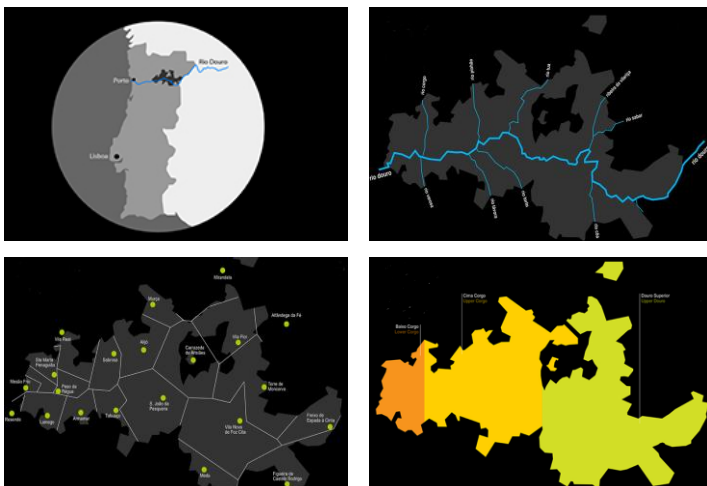 Rio Douro
Porto
Lisboa
rio corgo
rio pinhão
rio tua
ribeira da vilariça
rio sabor
rio douro
rio douro
rio távora
rio torto
rio côa
Mirandela
Murça
Alfândega da Fé
Vila Real
Alijó
Vila Flor
Sabrosa
Carrazeda
de Ansiães
Sta Marta
Penaguião
Mesão Frio
Peso da
Régua
Torre de
Moncorvo
Resende
Lamego
Armamar
Tabuaço
S. João da
Pesqueira
Vila Nova
de Foz Côa
Freixo de
Espada à Cinta
Meda
Figueira de
Castelo Rodrigo
Cima Corgo
Upper Corgo
Douro Superior
Upper Douro
Baixo Corgo
Lower Corgo